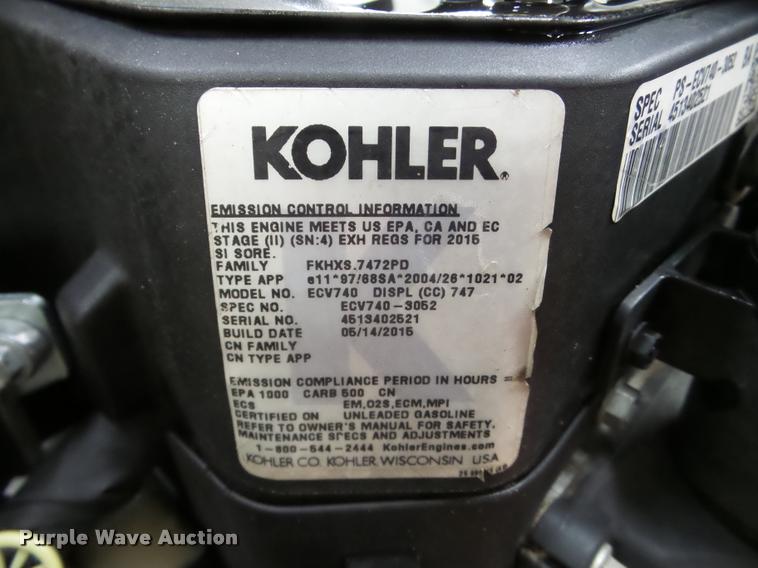 KOHLER®
EMISSION CONTROL INFORMATION
THIS ENGINE MEETS US EPA, CA AND EC
STAGE (II) (SN:4) EXH REGS FOR 2015
SI SORE.
FAMILY FKHXS.7472PD
TYPE APP e11*97/68SA*2004/26*1021*02
MODEL NO. ECV740 DISPL (CC) 747
SPEC NO. ECV740-3052
SERIAL NO. 4513402521
BUILD DATE 05/14/2015
CN FAMILY
CN TYPE APP
EMISSION COMPLIANCE PERIOD IN HOURS =
EPA 1000 CARB 500 CN
ECS EM,O2S,ECM,MPI
CERTIFIED ON UNLEADED GASOLINE
REFER TO OWNER'S MANUAL FOR SAFETY,
MAINTENANCE SPECS AND ADJUSTMENTS
1-800-544-2444 KohlerEngines.com
KOHLER CO. KOHLER, WISCONSIN USA
SPEC PS-ECV740-3052 BA
SERIAL 4513402521
Purple Wave Auction